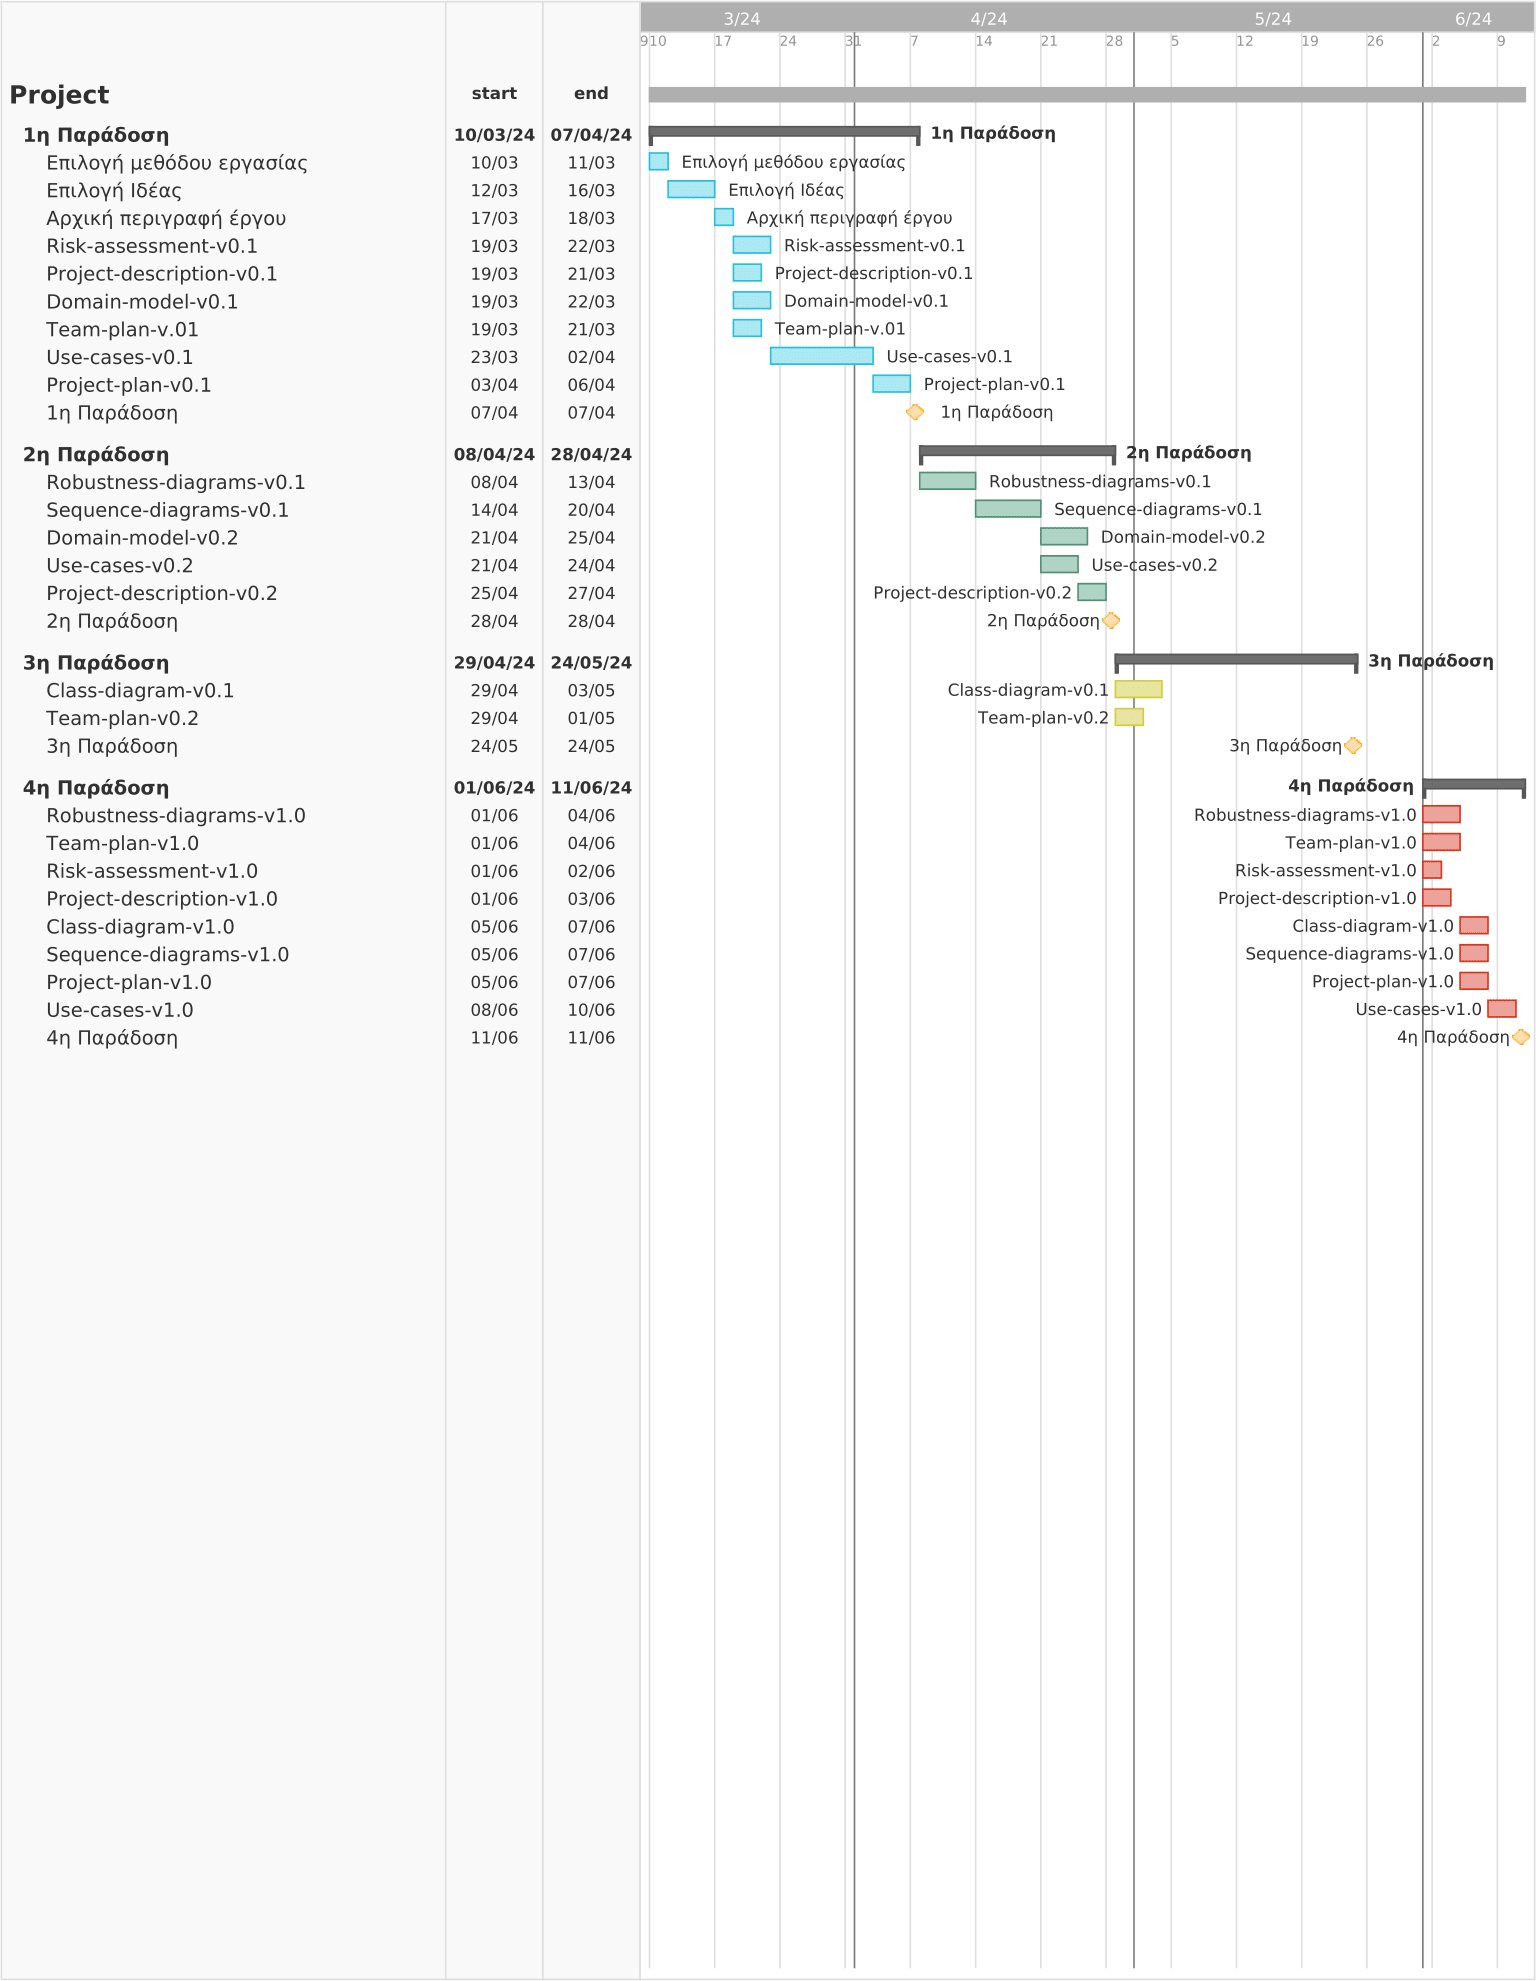 3/24 4/24 5/24 6/24
9 10 17 24 31 7 14 21 28 5 12 19 26 2 9
Project start end
1η Παράδοση 10/03/24 07/04/24 1η Παράδοση
Επιλογή μεθόδου εργασίας 10/03 11/03 Επιλογή μεθόδου εργασίας
Επιλογή Ιδέας 12/03 16/03 Επιλογή Ιδέας
Αρχική περιγραφή έργου 17/03 18/03 Αρχική περιγραφή έργου
Risk-assessment-v0.1 19/03 22/03 Risk-assessment-v0.1
Project-description-v0.1 19/03 21/03 Project-description-v0.1
Domain-model-v0.1 19/03 22/03 Domain-model-v0.1
Team-plan-v.01 19/03 21/03 Team-plan-v.01
Use-cases-v0.1 23/03 02/04 Use-cases-v0.1
Project-plan-v0.1 03/04 06/04 Project-plan-v0.1
1η Παράδοση 07/04 07/04 1η Παράδοση
2η Παράδοση 08/04/24 28/04/24 2η Παράδοση
Robustness-diagrams-v0.1 08/04 13/04 Robustness-diagrams-v0.1
Sequence-diagrams-v0.1 14/04 20/04 Sequence-diagrams-v0.1
Domain-model-v0.2 21/04 25/04 Domain-model-v0.2
Use-cases-v0.2 21/04 24/04 Use-cases-v0.2
Project-description-v0.2 25/04 27/04 Project-description-v0.2
2η Παράδοση 28/04 28/04 2η Παράδοση
3η Παράδοση 29/04/24 24/05/24 3η Παράδοση
Class-diagram-v0.1 29/04 03/05 Class-diagram-v0.1
Team-plan-v0.2 29/04 01/05 Team-plan-v0.2
3η Παράδοση 24/05 24/05 3η Παράδοση
4η Παράδοση 01/06/24 11/06/24 4η Παράδοση
Robustness-diagrams-v1.0 01/06 04/06 Robustness-diagrams-v1.0
Team-plan-v1.0 01/06 04/06 Team-plan-v1.0
Risk-assessment-v1.0 01/06 02/06 Risk-assessment-v1.0
Project-description-v1.0 01/06 03/06 Project-description-v1.0
Class-diagram-v1.0 05/06 07/06 Class-diagram-v1.0
Sequence-diagrams-v1.0 05/06 07/06 Sequence-diagrams-v1.0
Project-plan-v1.0 05/06 07/06 Project-plan-v1.0
Use-cases-v1.0 08/06 10/06 Use-cases-v1.0
4η Παράδοση 11/06 11/06 4η Παράδοση